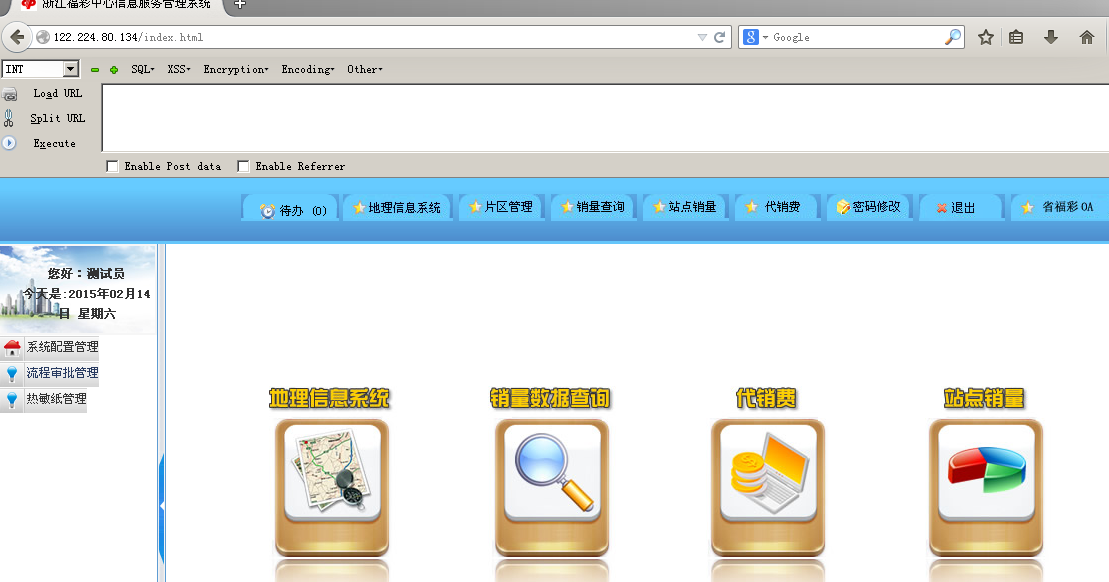 浙江福彩中心信息服务管理系统
122.224.80.134/index.html
Google
INT
SQL XSS Encryption Encoding Other
Load URL
Split URL
Execute
Enable Post data Enable Referrer
待办 (0) 地理信息系统 片区管理 销量查询 站点销量 代销费 密码修改 退出 省福彩OA
您好：测试员
今天是:2015年02月14
日 星期六
系统配置管理
流程审批管理
热敏纸管理
地理信息系统 销量数据查询 代销费 站点销量